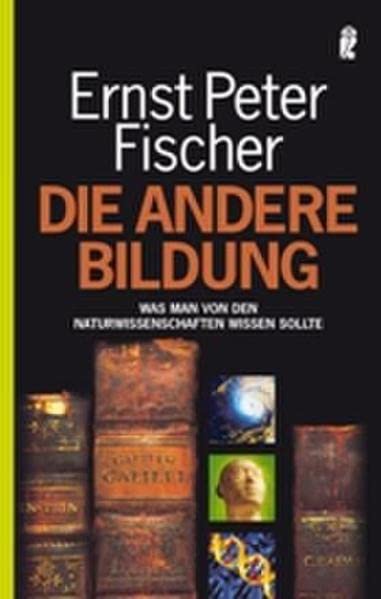 Ernst Peter
Fischer
DIE ANDERE
BILDUNG
WAS MAN VON DEN
NATURWISSENSCHAFTEN WISSEN SOLLTE
GALILEI